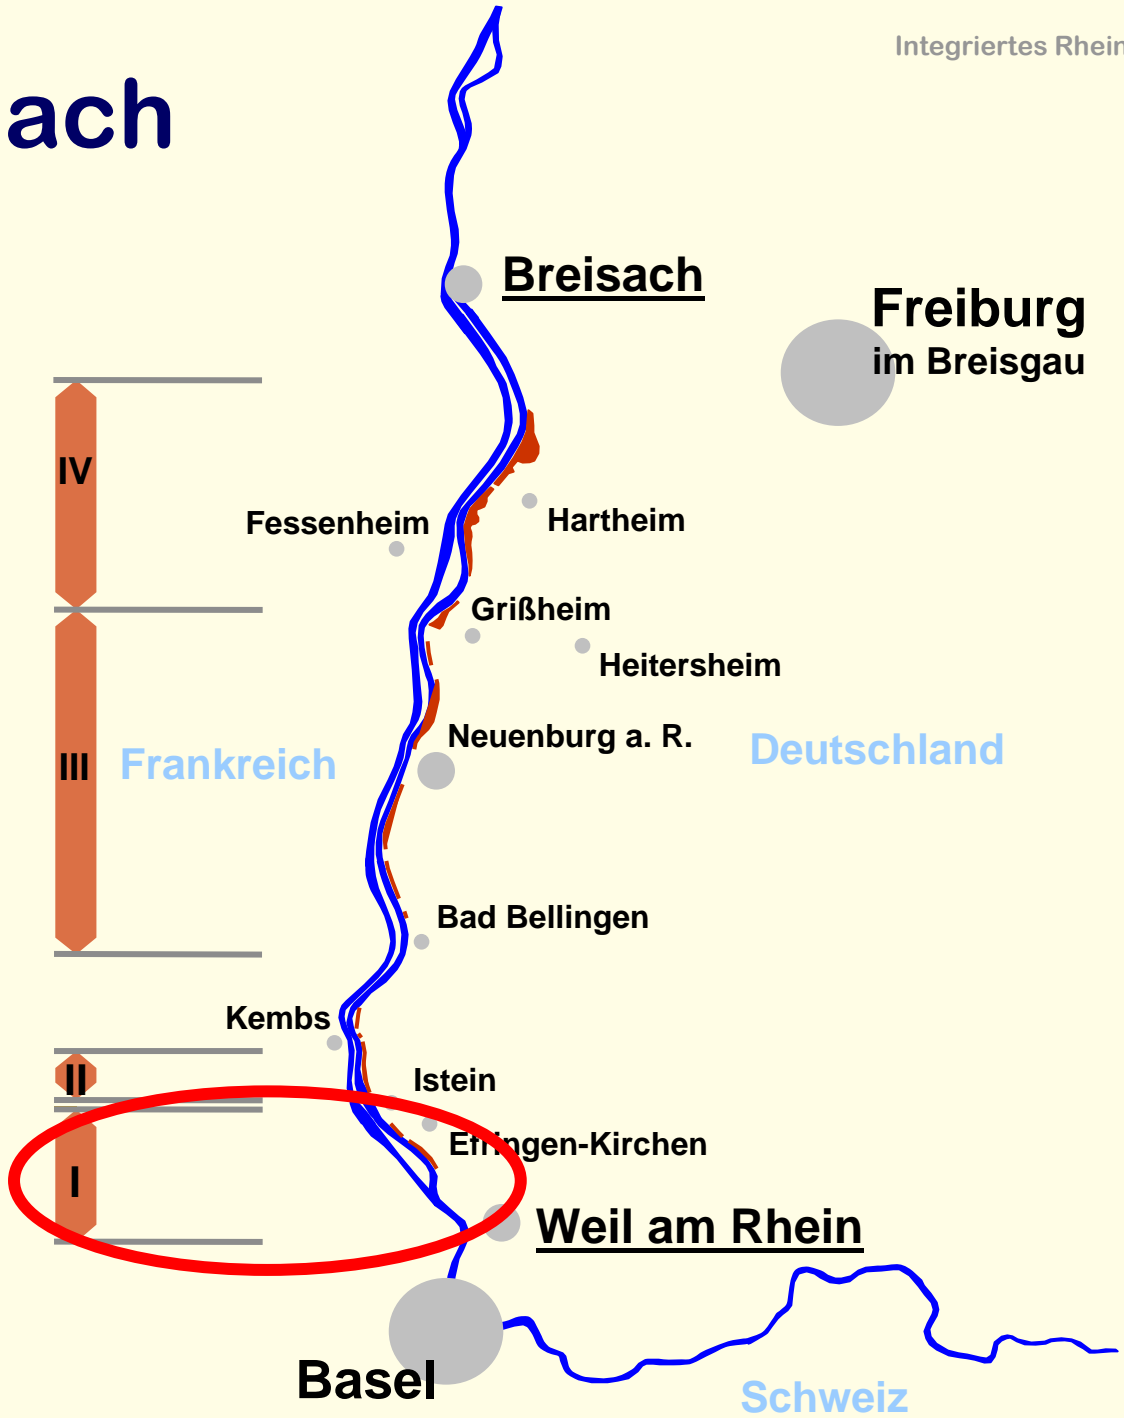 Integriertes Rhein
ach
Breisach
Freiburg
im Breisgau
IV
Fessenheim
Hartheim
Grißheim
Heitersheim
Neuenburg a. R.
III
Frankreich
Deutschland
Bad Bellingen
Kembs
II
Istein
Efringen-Kirchen
I
Weil am Rhein
Basel
Schweiz